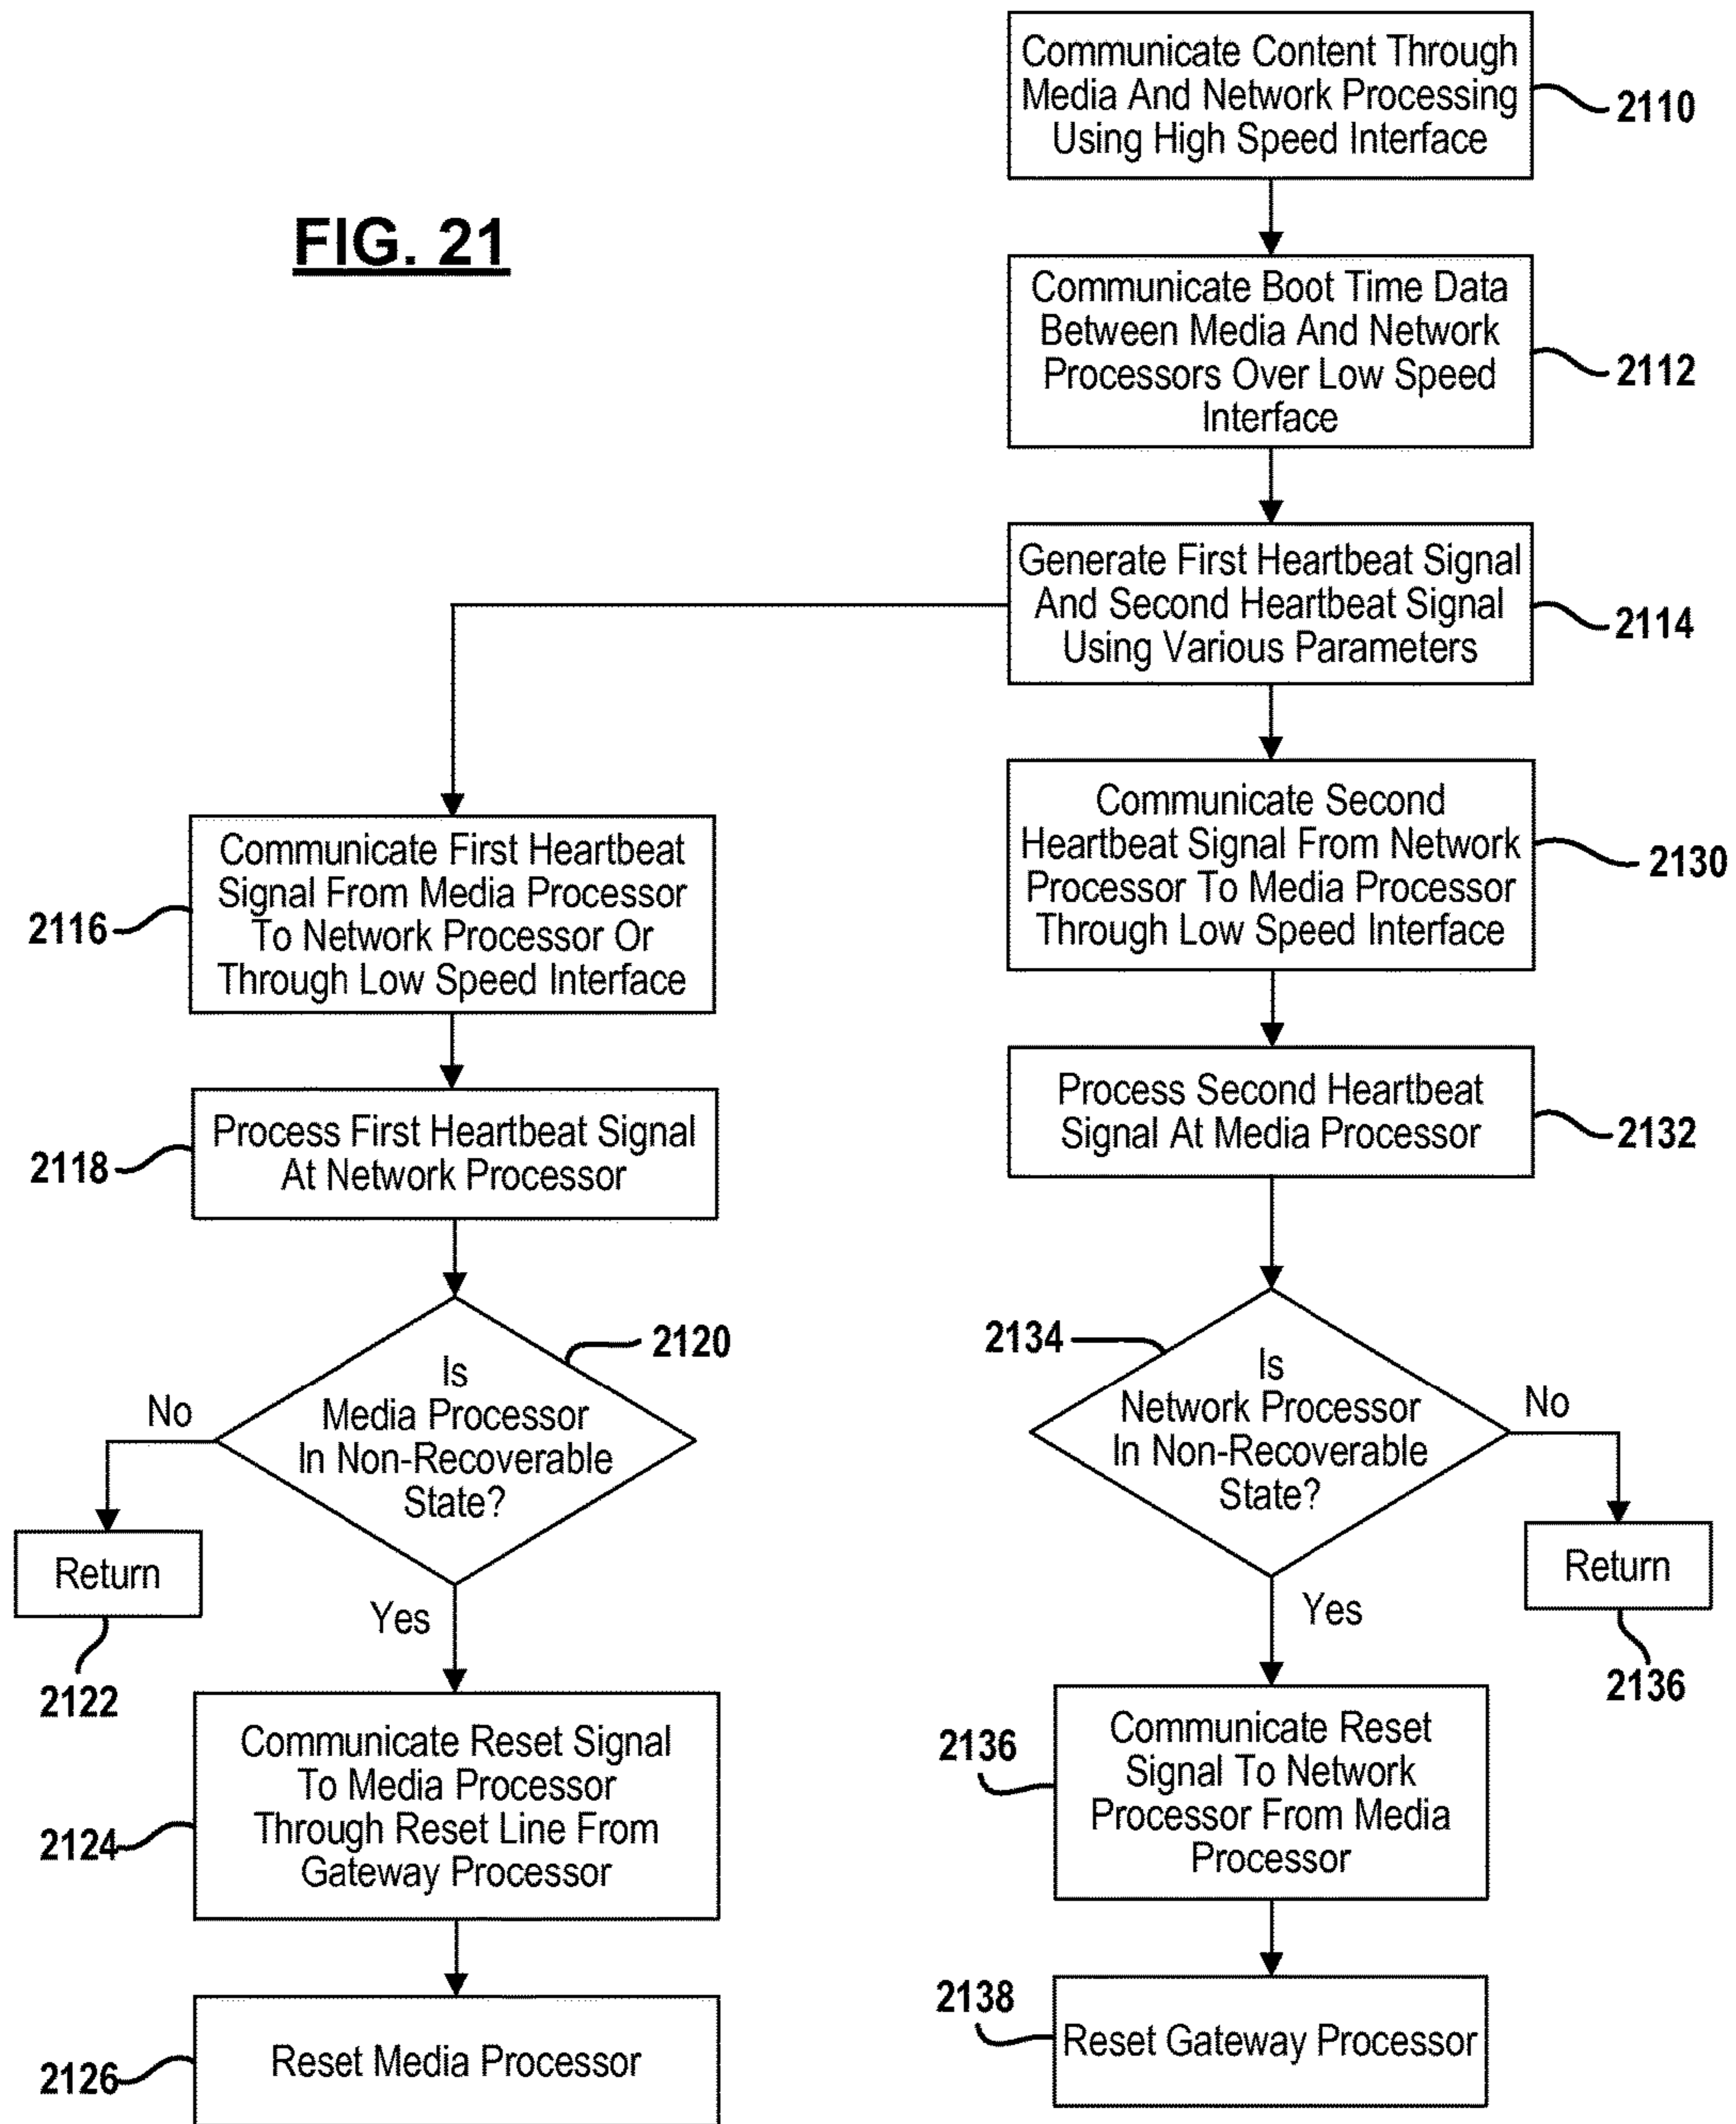 FIG. 21
Communicate Content Through
Media And Network Processing
Using High Speed Interface
2110
Communicate Boot Time Data
Between Media And Network
Processors Over Low Speed
Interface
2112
Generate First Heartbeat Signal
And Second Heartbeat Signal
Using Various Parameters
2114
Communicate First Heartbeat
Signal From Media Processor
To Network Processor Or
Through Low Speed Interface
2116
Process First Heartbeat Signal
At Network Processor
2118
Is
Media Processor
In Non-Recoverable
State?
2120
No
Return
2122
Yes
Communicate Reset Signal
To Media Processor
Through Reset Line From
Gateway Processor
2124
Reset Media Processor
2126
Communicate Second
Heartbeat Signal From Network
Processor To Media Processor
Through Low Speed Interface
2130
Process Second Heartbeat
Signal At Media Processor
2132
Is
Network Processor
In Non-Recoverable
State?
2134
No
Return
2136
Yes
Communicate Reset
Signal To Network
Processor From Media
Processor
2136
Reset Gateway Processor
2138